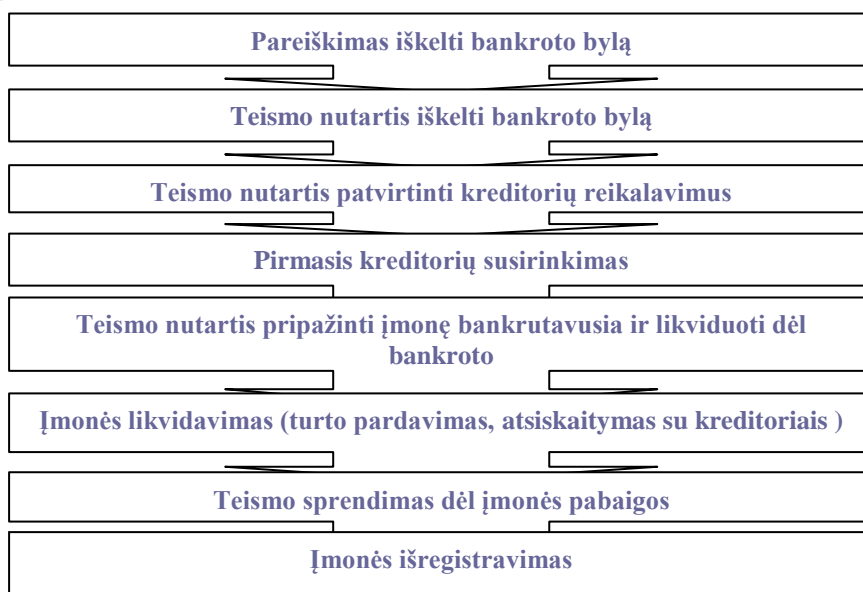 Pareiškimas iškelti bankroto bylą
Teismo nutartis iškelti bankroto bylą
Teismo nutartis patvirtinti kreditorių reikalavimus
Pirmasis kreditorių susirinkimas
Teismo nutartis pripažinti įmonę bankrutavusia ir likviduoti dėl
bankroto
Įmonės likvidavimas (turto pardavimas, atsiskaitymas su kreditoriais )
Teismo sprendimas dėl įmonės pabaigos
Įmonės išregistravimas